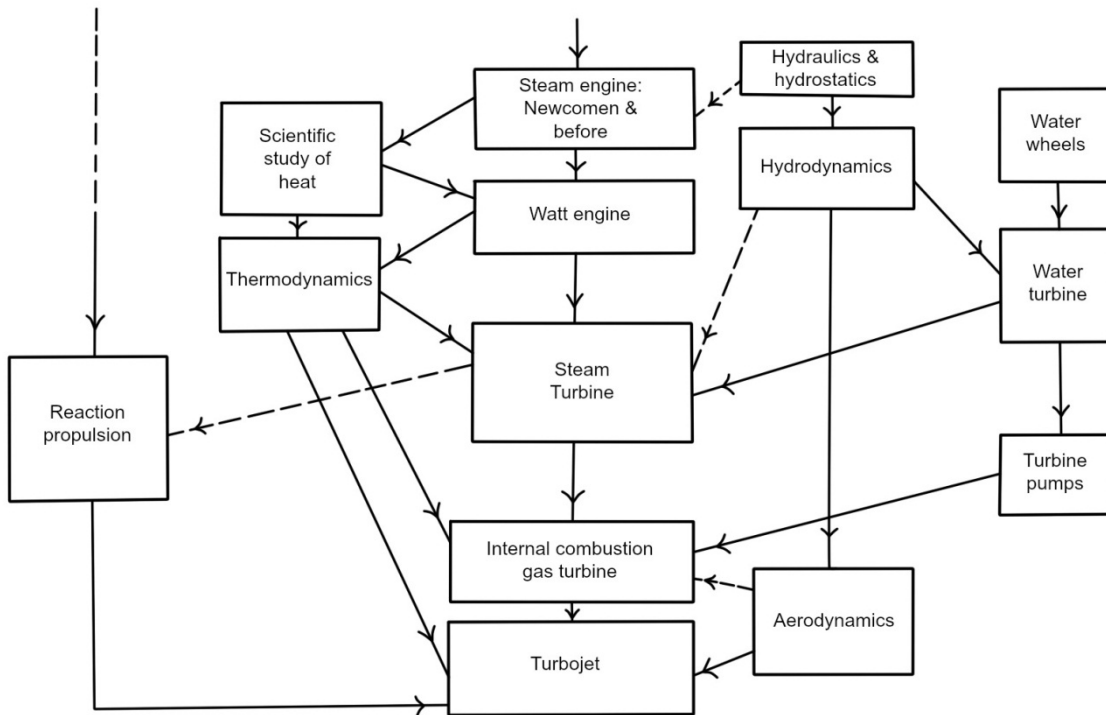 Steam engine:
Newcomen &
before
Hydraulics &
hydrostatics
Scientific
study of
heat
Water
wheels
Hydrodynamics
Watt engine
Thermodynamics
Water
turbine
Steam
Turbine
Reaction
propulsion
Turbine
pumps
Internal combustion
gas turbine
Aerodynamics
Turbojet